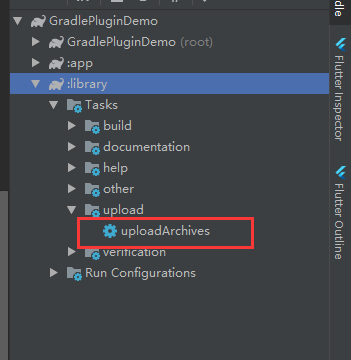 GradlePluginDemo
GradlePluginDemo (root)
:app
:library
Tasks
build
documentation
help
other
upload
uploadArchives
verification
Run Configurations
Flutter Inspector
Flutter Outline